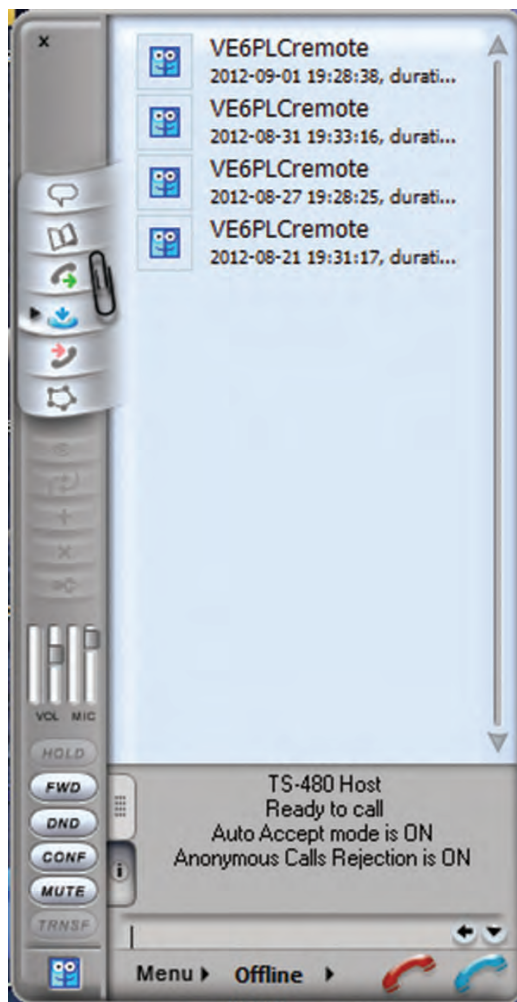 x
VE6PLCremote
2012-09-01 19:28:38, durati...
VE6PLCremote
2012-08-31 19:33:16, durati...
VE6PLCremote
2012-08-27 19:28:25, durati...
VE6PLCremote
2012-08-21 19:31:17, durati...
VOL MIC
HOLD
FWD
DND
CONF
MUTE
TRNSF
TS-480 Host
Ready to call
Auto Accept mode is ON
Anonymous Calls Rejection is ON
i
Menu
Offline